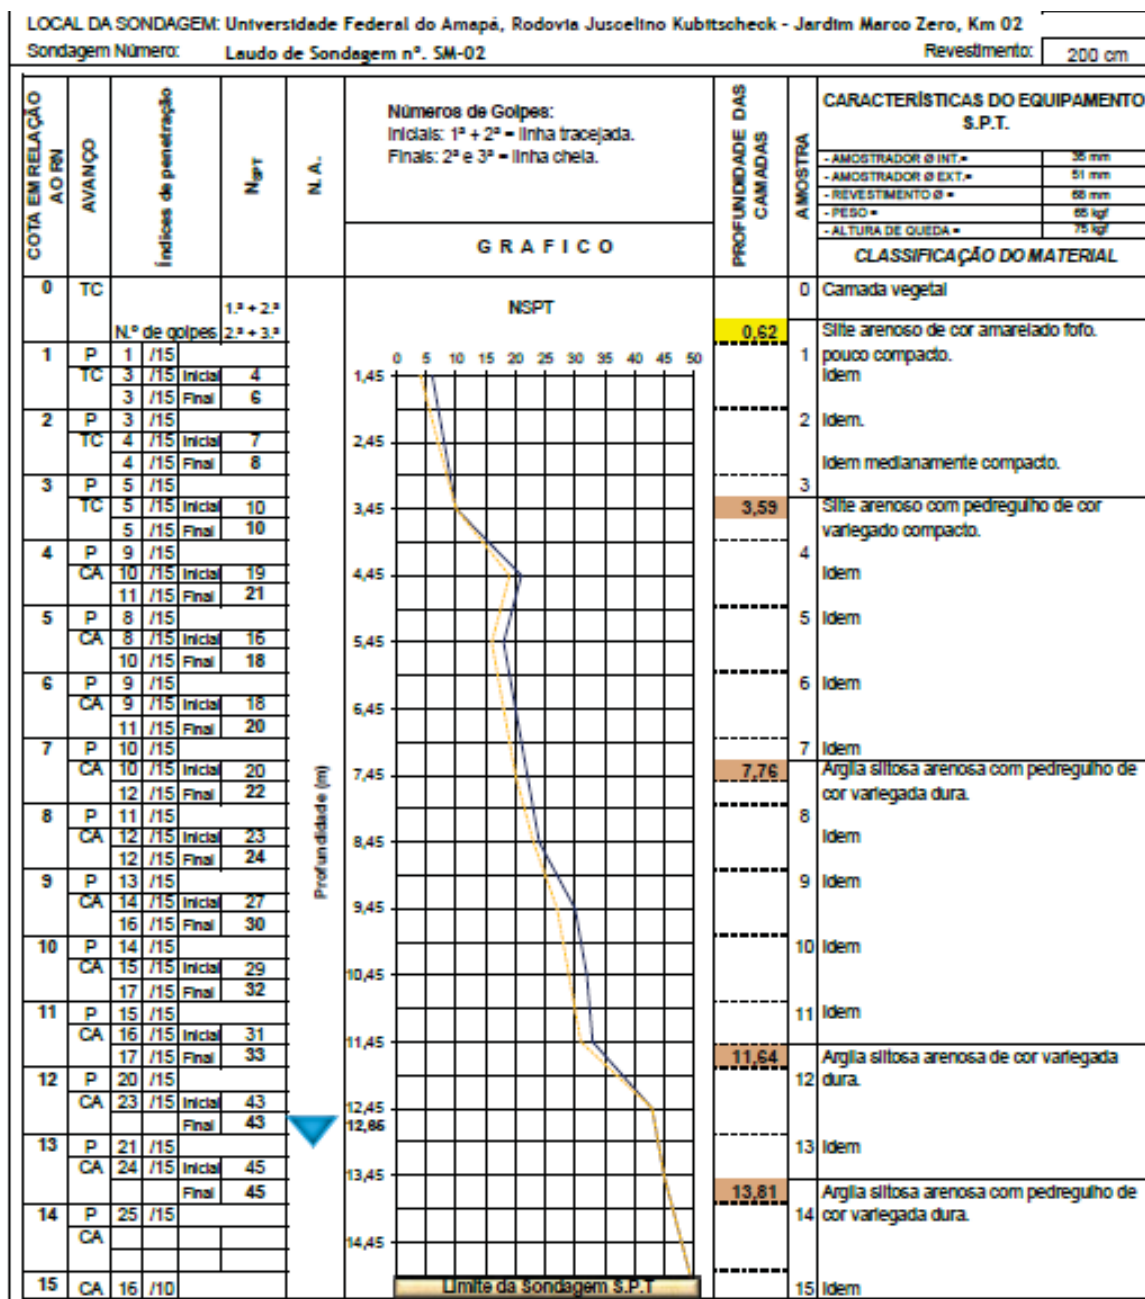 LOCAL DA SONDAGEM: Universidade Federal do Amapá, Rodovia Juscelino Kubitscheck - Jardim Marco Zero, Km 02
Sondagem Número: Laudo de Sondagem nº. SM-02 Revestimento: 200 cm
COTA EM RELAÇÃO AO RN
AVANÇO
Índices de penetração
NSPT
N. A.
Números de Golpes:
Iniciais: 1ª + 2ª = linha tracejada.
Finais: 2ª e 3ª = linha cheia.
GRAFICO
PROFUNDIDADE DAS CAMADAS
AMOSTRA
CARACTERÍSTICAS DO EQUIPAMENTO
S.P.T.
- AMOSTRADOR Ø INT.= 35 mm
- AMOSTRADOR Ø EXT.= 51 mm
- REVESTIMENTO Ø = 68 mm
- PESO = 65 kgf
- ALTURA DE QUEDA = 75 kgf
CLASSIFICAÇÃO DO MATERIAL
0 TC 0 Camada vegetal
1.ª + 2.ª NSPT
N.º de golpes 2.ª + 3.ª 0,62 Silte arenoso de cor amarelado fofo.
1 P 1 /15 0 5 10 15 20 25 30 35 40 45 50 1 pouco compacto.
TC 3 /15 Inicial 4 1,45 Idem
3 /15 Final 6
2 P 3 /15 2 Idem.
TC 4 /15 Inicial 7 2,45
4 /15 Final 8 Idem medianamente compacto.
3 P 5 /15 3
TC 5 /15 Inicial 10 3,45 3,59 Silte arenoso com pedregulho de cor
5 /15 Final 10 variegado compacto.
4 P 9 /15 4
CA 10 /15 Inicial 19 4,45 Idem
11 /15 Final 21
5 P 8 /15 5 Idem
CA 8 /15 Inicial 16 5,45
10 /15 Final 18
6 P 9 /15 6 Idem
CA 9 /15 Inicial 18 6,45
11 /15 Final 20
7 P 10 /15 7 Idem
CA 10 /15 Inicial 20 7,45 7,76 Argila siltosa arenosa com pedregulho de
12 /15 Final 22 cor variegada dura.
8 P 11 /15 8
CA 12 /15 Inicial 23 8,45 Idem
12 /15 Final 24
Profundidade (m)
9 P 13 /15 9 Idem
CA 14 /15 Inicial 27 9,45
16 /15 Final 30
10 P 14 /15 10 Idem
CA 15 /15 Inicial 29 10,45
17 /15 Final 32
11 P 15 /15 11 Idem
CA 16 /15 Inicial 31 11,45
17 /15 Final 33 11,64 Argila siltosa arenosa de cor variegada
12 P 20 /15 12 dura.
CA 23 /15 Inicial 43 12,45
Final 43 12,86
13 P 21 /15 13 Idem
CA 24 /15 Inicial 45 13,45
Final 45 13,81 Argila siltosa arenosa com pedregulho de
14 P 25 /15 14 cor variegada dura.
CA 14,45
15 CA 16 /10 Limite da Sondagem S.P.T 15 Idem